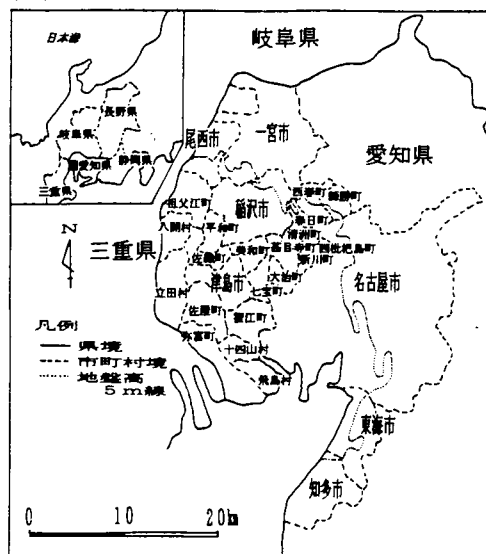 日本海
長野県
岐阜県
愛知県
静岡県
三重県
岐阜県
愛知県
三重県
尾西市
一宮市
祖父江町
稲沢市
西春町
師勝町
春日町
八開村
平和町
清洲町
佐織町
美和町
甚目寺町
西枇杷島町
新川町
名古屋市
立田村
津島市
七宝町
大治町
佐屋町
蟹江町
弥富町
十四山村
飛島村
東海市
知多市
N
凡例
県境
市町村境
地盤高
5m線
0 10 20km